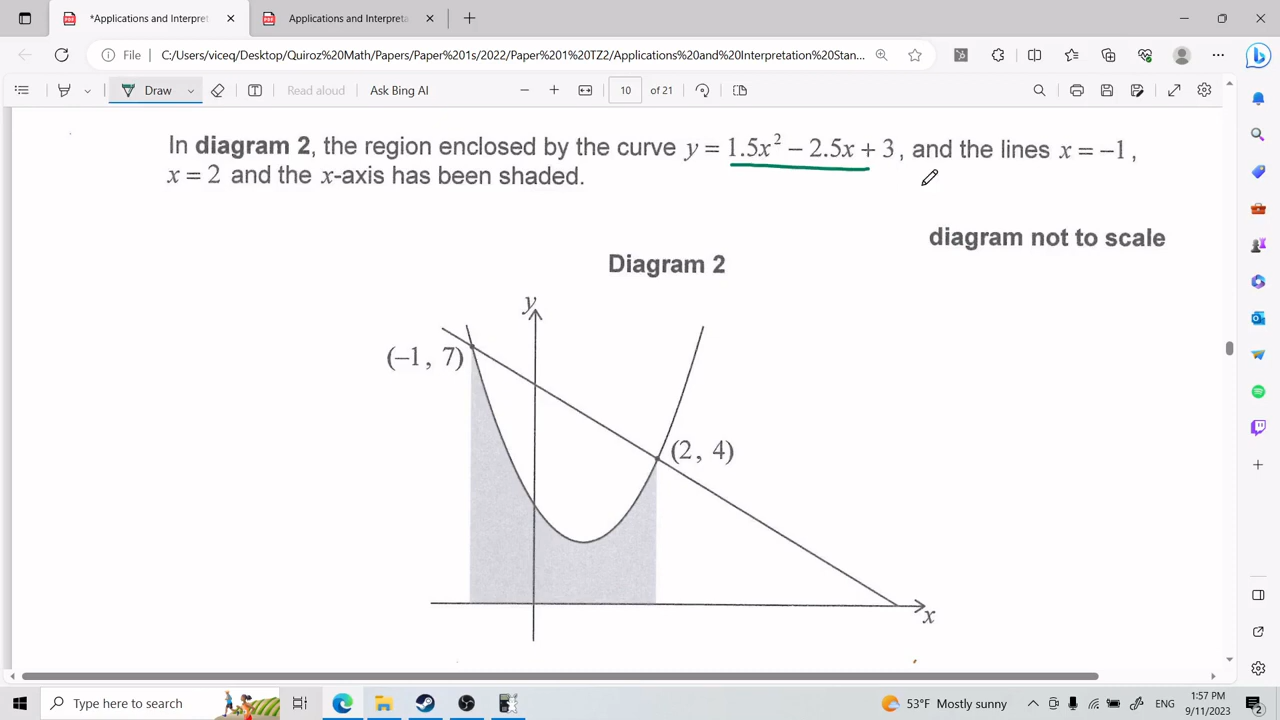 *Applications and Interpret
Applications and Interpreta
File
C:/Users/viceq/Desktop/Quiroz%20Math/Papers/Paper%201s/2022/Paper%201%20TZ2/Applications%20and%20Interpretation%20Stan...
Draw
Read aloud
Ask Bing AI
10
of 21
In diagram 2, the region enclosed by the curve y = 1.5x² − 2.5x + 3, and the lines x = −1,
x = 2 and the x-axis has been shaded.
diagram not to scale
Diagram 2
y
(−1, 7)
(2, 4)
x
Type here to search
53°F Mostly sunny
ENG
1:57 PM
9/11/2023
2